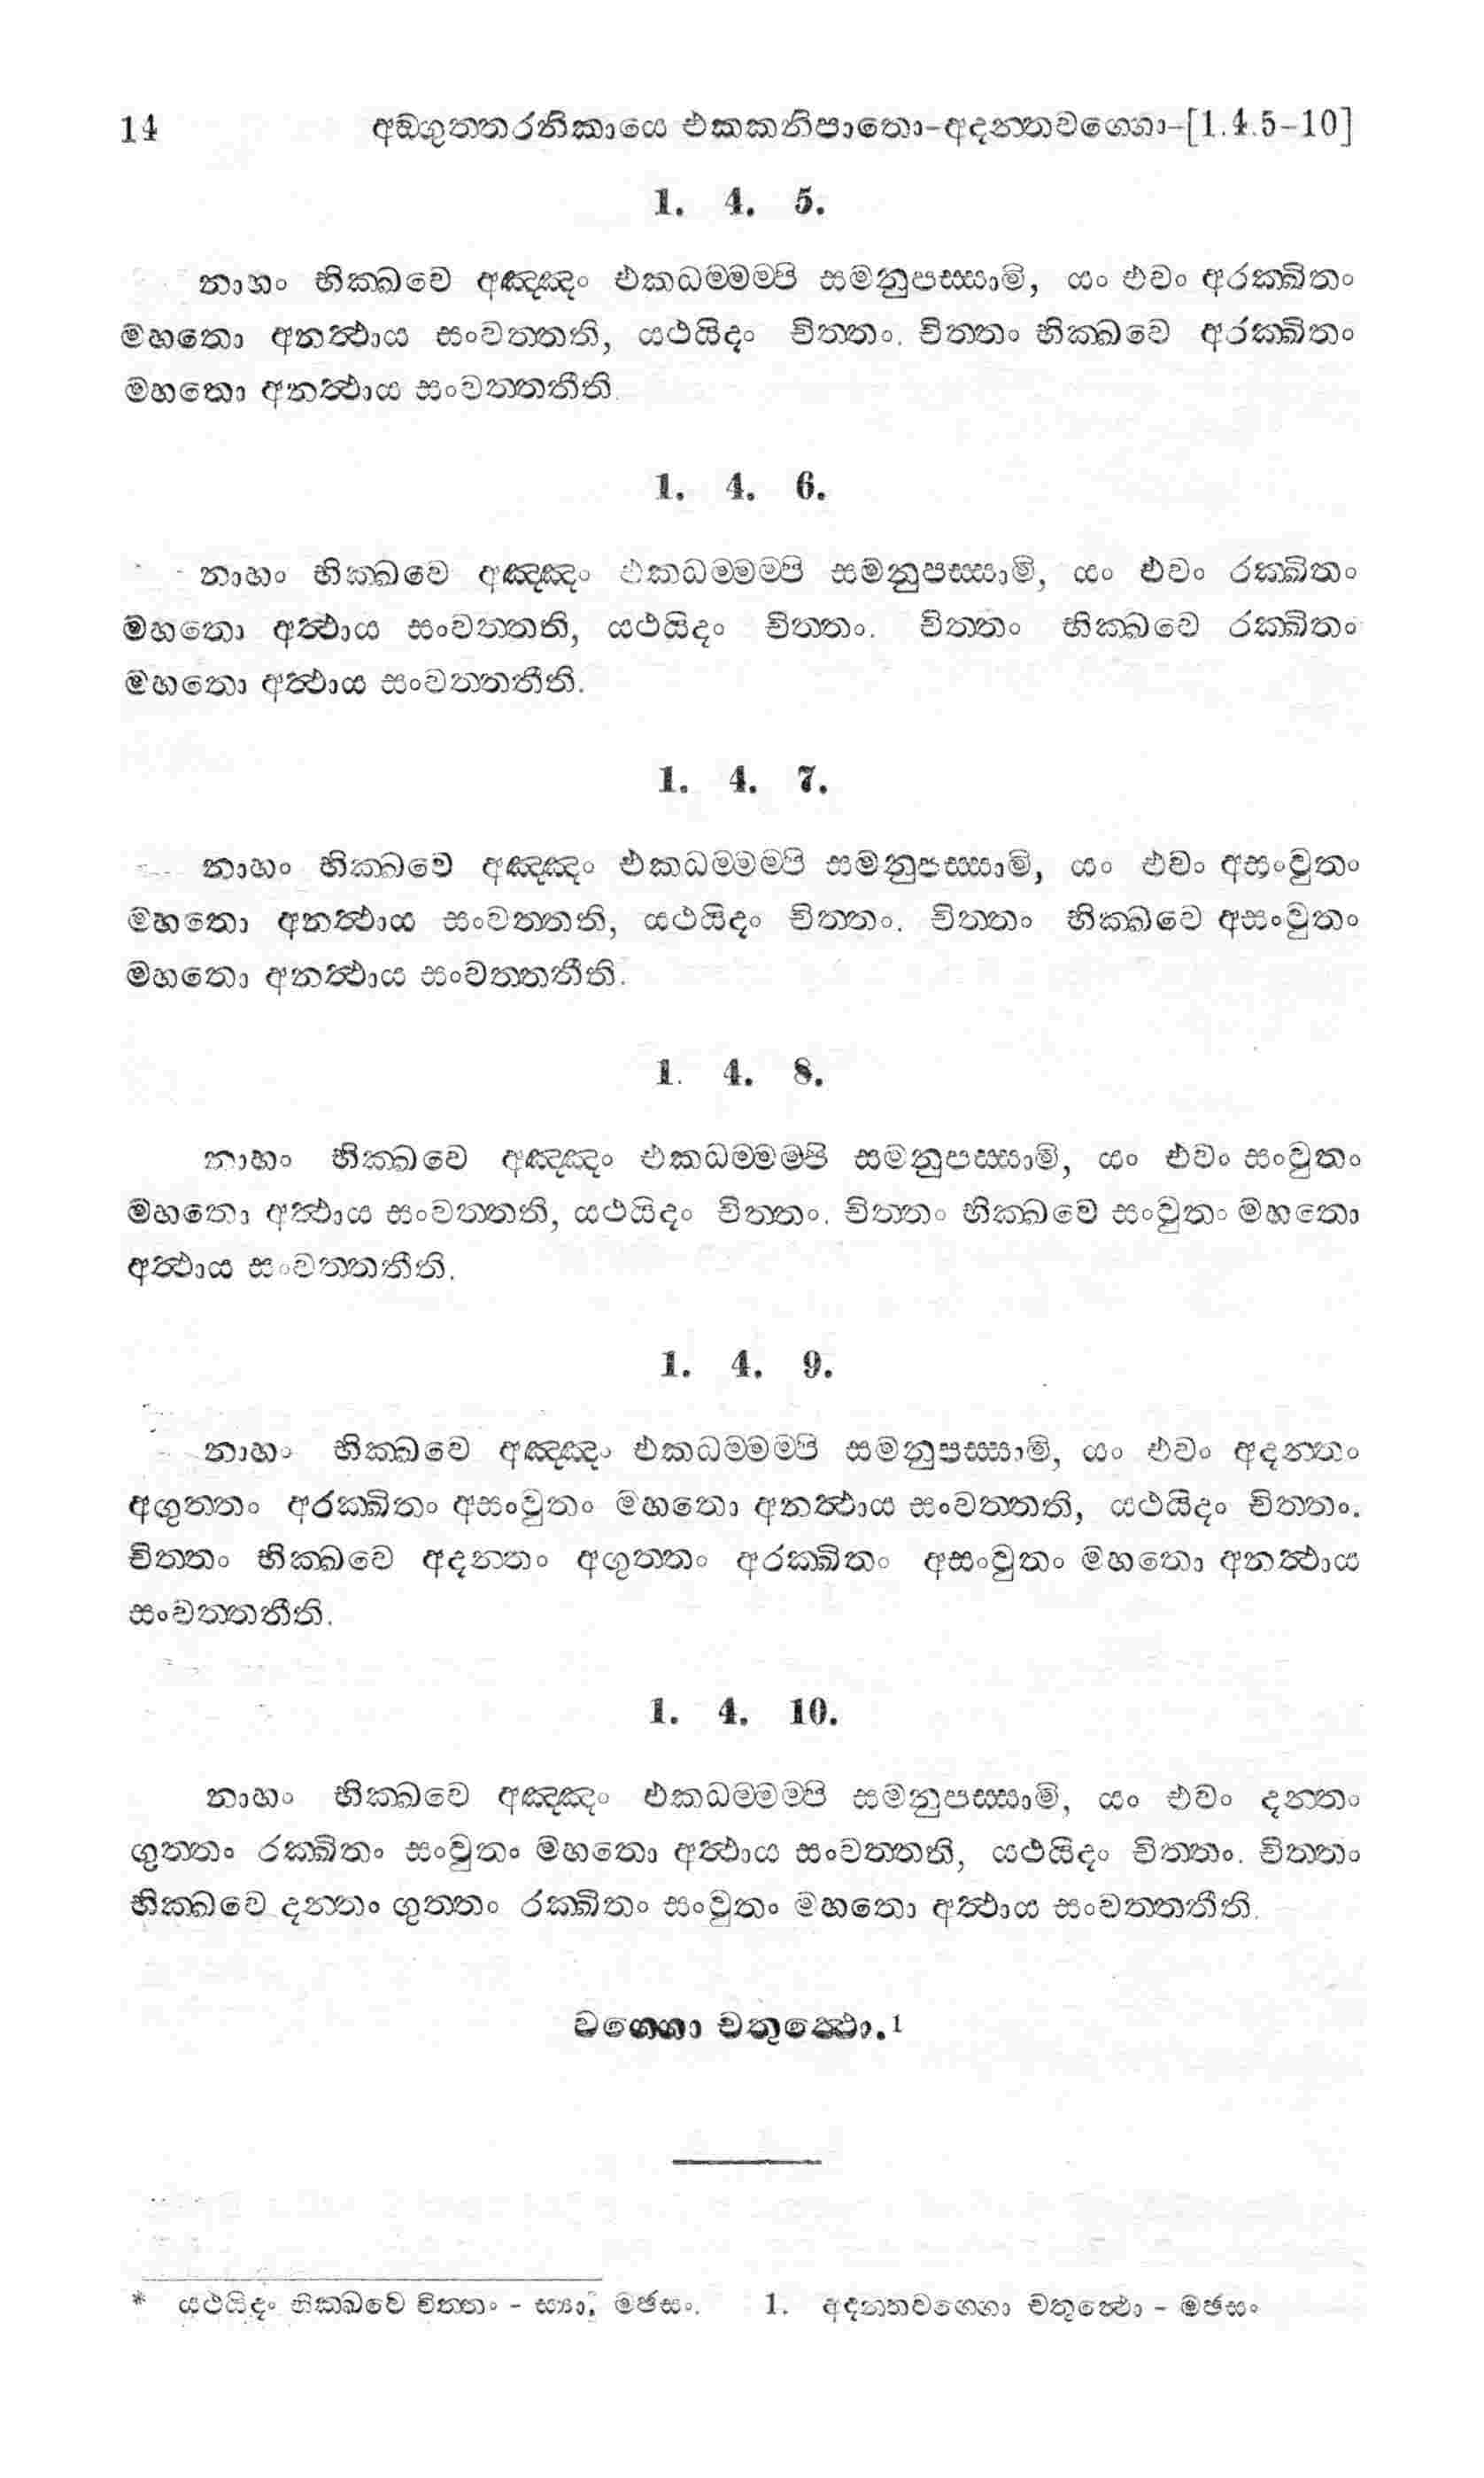 14 අඞ්ගුත්තරනිකායෙ එකකනිපාතො-අදන්තවග්ගො-[1.4.5-10]
1. 4. 5.
නාහං භික්ඛවෙ අඤ්ඤං එකධම්මම්පි සමනුපස්සාමි, යං එවං අරක්ඛිතං
මහතො අනත්ථාය සංවත්තති, යථයිදං චිත්තං. චිත්තං භික්ඛවෙ අරක්ඛිතං
මහතො අනත්ථාය සංවත්තතීති.
1. 4. 6.
නාහං භික්ඛවෙ අඤ්ඤං එකධම්මම්පි සමනුපස්සාමි, යං එවං රක්ඛිතං
මහතො අත්ථාය සංවත්තති, යථයිදං චිත්තං. චිත්තං භික්ඛවෙ රක්ඛිතං
මහතො අත්ථාය සංවත්තතීති.
1. 4. 7.
නාහං භික්ඛවෙ අඤ්ඤං එකධම්මම්පි සමනුපස්සාමි, යං එවං අසංවුතං
මහතො අනත්ථාය සංවත්තති, යථයිදං චිත්තං. චිත්තං භික්ඛවෙ අසංවුතං
මහතො අනත්ථාය සංවත්තතීති.
1. 4. 8.
නාහං භික්ඛවෙ අඤ්ඤං එකධම්මම්පි සමනුපස්සාමි, යං එවං සංවුතං
මහතො අත්ථාය සංවත්තති, යථයිදං චිත්තං. චිත්තං භික්ඛවෙ සංවුතං මහතො
අත්ථාය සංවත්තතීති.
1. 4. 9.
නාහං භික්ඛවෙ අඤ්ඤං එකධම්මම්පි සමනුපස්සාමි, යං එවං අදන්තං
අගුත්තං අරක්ඛිතං අසංවුතං මහතො අනත්ථාය සංවත්තති, යථයිදං චිත්තං.
චිත්තං භික්ඛවෙ අදන්තං අගුත්තං අරක්ඛිතං අසංවුතං මහතො අනත්ථාය
සංවත්තතීති.
1. 4. 10.
නාහං භික්ඛවෙ අඤ්ඤං එකධම්මම්පි සමනුපස්සාමි, යං එවං දන්තං
ගුත්තං රක්ඛිතං සංවුතං මහතො අත්ථාය සංවත්තති, යථයිදං චිත්තං. චිත්තං
භික්ඛවෙ දන්තං ගුත්තං රක්ඛිතං සංවුතං මහතො අත්ථාය සංවත්තතීති.
වග්ගො චතුත්ථො.1
* යථයිදං භික්ඛවෙ චිත්තං - ස්‍යා, මඡසං. 1. අදන්තවග්ගො චතුත්ථො - මඡසං